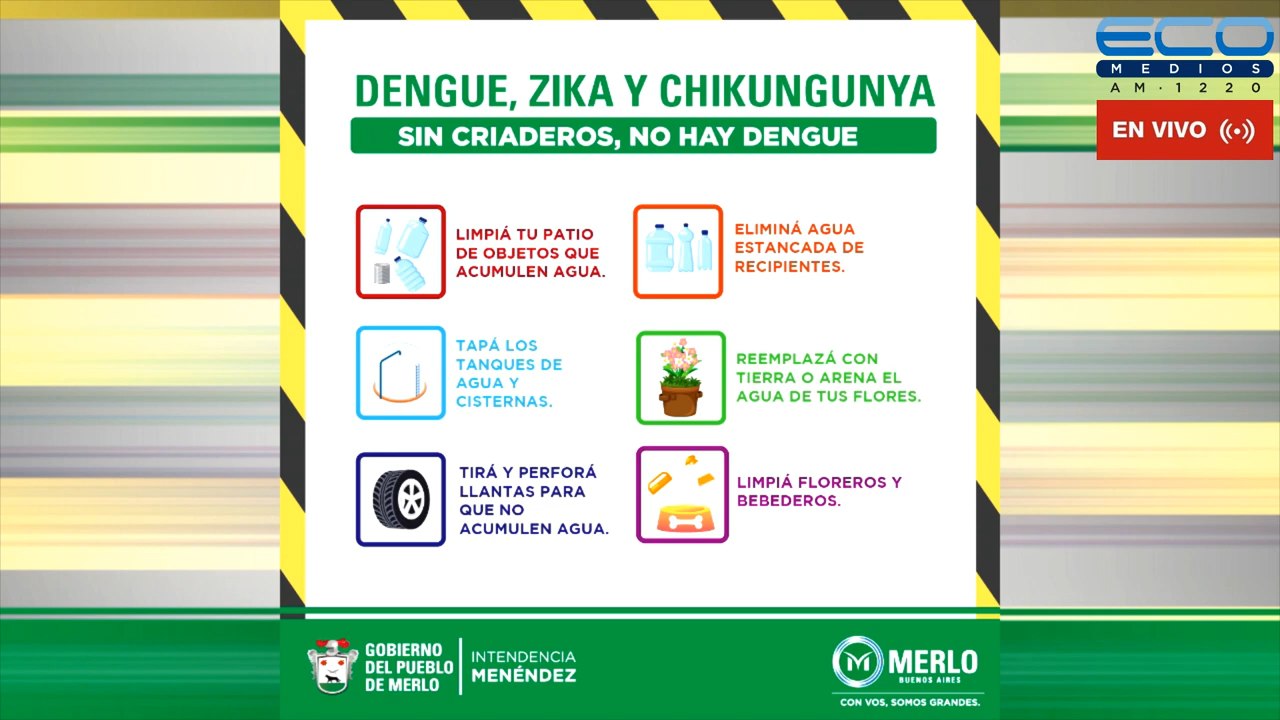 ECO
MEDIOS
AM·1220
EN VIVO
DENGUE, ZIKA Y CHIKUNGUNYA
SIN CRIADEROS, NO HAY DENGUE
LIMPIÁ TU PATIO
DE OBJETOS QUE
ACUMULEN AGUA.
ELIMINÁ AGUA
ESTANCADA DE
RECIPIENTES.
TAPÁ LOS
TANQUES DE
AGUA Y
CISTERNAS.
REEMPLAZÁ CON
TIERRA O ARENA EL
AGUA DE TUS FLORES.
TIRÁ Y PERFORÁ
LLANTAS PARA
QUE NO
ACUMULEN AGUA.
LIMPIÁ FLOREROS Y
BEBEDEROS.
GOBIERNO
DEL PUEBLO
DE MERLO
INTENDENCIA
MENÉNDEZ
MERLO
BUENOS AIRES
CON VOS, SOMOS GRANDES.